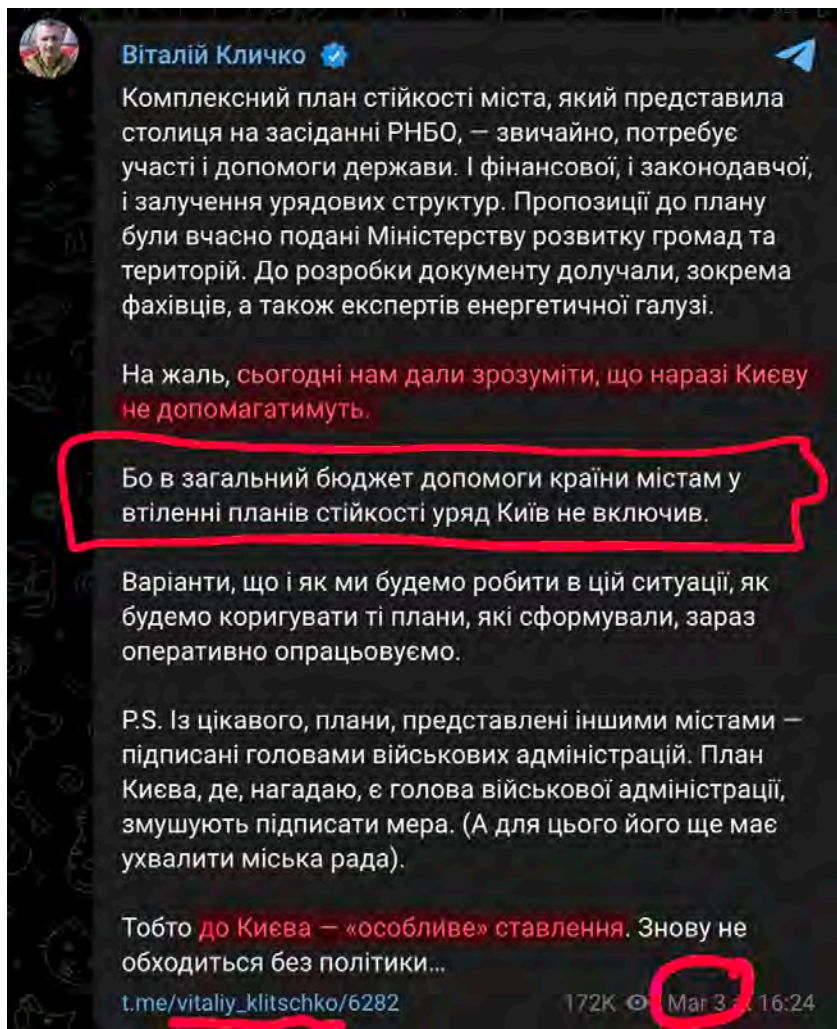 Віталій Кличко
Комплексний план стійкості міста, який представила
столиця на засіданні РНБО, — звичайно, потребує
участі і допомоги держави. І фінансової, і законодавчої,
і залучення урядових структур. Пропозиції до плану
були вчасно подані Міністерству розвитку громад та
територій. До розробки документу долучали, зокрема
фахівців, а також експертів енергетичної галузі.
На жаль, сьогодні нам дали зрозуміти, що наразі Києву
не допомагатимуть.
Бо в загальний бюджет допомоги країни містам у
втіленні планів стійкості уряд Київ не включив.
Варіанти, що і як ми будемо робити в цій ситуації, як
будемо коригувати ті плани, які сформували, зараз
оперативно опрацьовуємо.
P.S. Із цікавого, плани, представлені іншими містами —
підписані головами військових адміністрацій. План
Києва, де, нагадаю, є голова військової адміністрації,
змушують підписати мера. (А для цього його ще має
ухвалити міська рада).
Тобто до Києва — «особливе» ставлення. Знову не
обходиться без політики...
t.me/vitaliy_klitschko/6282 172K Mar 3 16:24